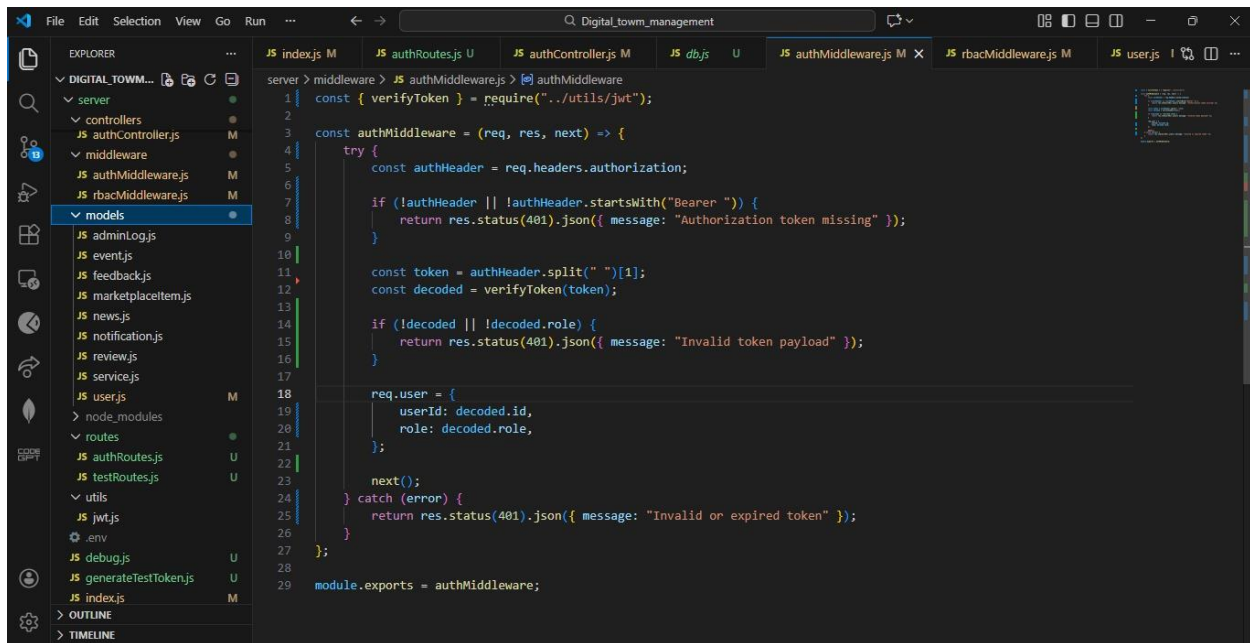 File Edit Selection View Go Run ... Digital_towm_management
EXPLORER ...
DIGITAL_TOWM...
server
controllers
JS authController.js M
middleware
JS authMiddleware.js M
JS rbacMiddleware.js M
models
JS adminLog.js
JS event.js
JS feedback.js
JS marketplaceItem.js
JS news.js
JS notification.js
JS review.js
JS service.js
JS user.js M
node_modules
routes
JS authRoutes.js U
JS testRoutes.js U
utils
JS jwt.js
.env
JS debug.js U
JS generateTestToken.js U
JS index.js M
OUTLINE
TIMELINE
13
CODE
GPT
JS index.js M JS authRoutes.js U JS authController.js M JS db.js U JS authMiddleware.js M JS rbacMiddleware.js M JS user.js ...
server > middleware > JS authMiddleware.js > authMiddleware
1 const { verifyToken } = require("../utils/jwt");
2
3 const authMiddleware = (req, res, next) => {
4 try {
5 const authHeader = req.headers.authorization;
6
7 if (!authHeader || !authHeader.startsWith("Bearer ")) {
8 return res.status(401).json({ message: "Authorization token missing" });
9 }
10
11 const token = authHeader.split(" ")[1];
12 const decoded = verifyToken(token);
13
14 if (!decoded || !decoded.role) {
15 return res.status(401).json({ message: "Invalid token payload" });
16 }
17
18 req.user = {
19 userId: decoded.id,
20 role: decoded.role,
21 };
22
23 next();
24 } catch (error) {
25 return res.status(401).json({ message: "Invalid or expired token" });
26 }
27 };
28
29 module.exports = authMiddleware;